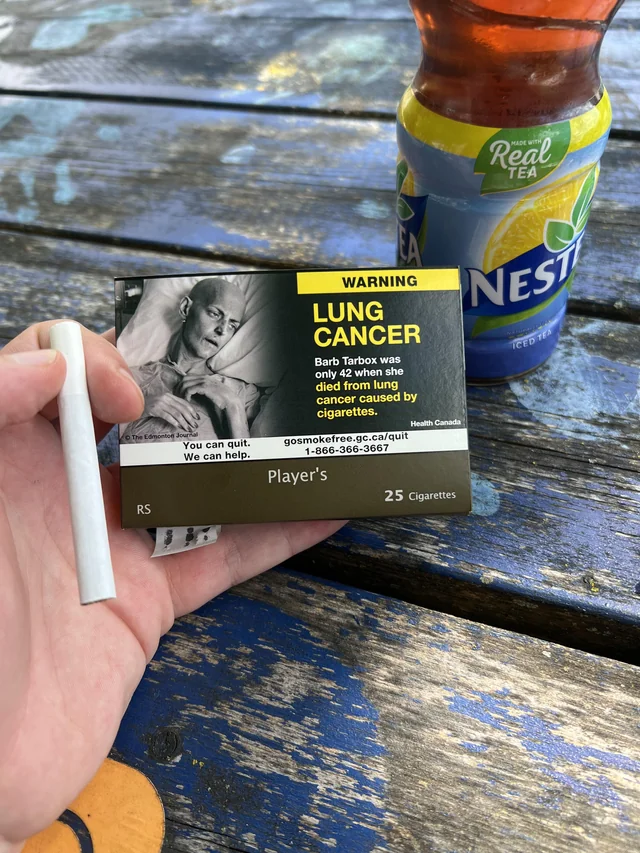 MADE WITH
Real
TEA
NESTE
ICED TEA
EA
WARNING
LUNG
CANCER
Barb Tarbox was
only 42 when she
died from lung
cancer caused by
cigarettes.
© The Edmonton Journal
Health Canada
You can quit.
We can help.
gosmokefree.gc.ca/quit
1-866-366-3667
Player's
RS
25 Cigarettes